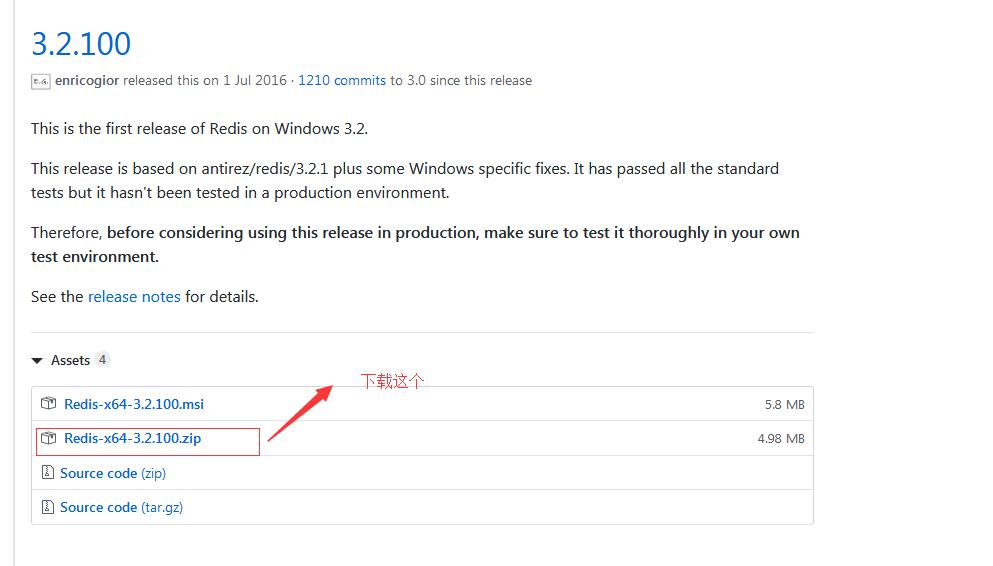 3.2.100
enricogior released this on 1 Jul 2016 · 1210 commits to 3.0 since this release
This is the first release of Redis on Windows 3.2.
This release is based on antirez/redis/3.2.1 plus some Windows specific fixes. It has passed all the standard
tests but it hasn't been tested in a production environment.
Therefore, before considering using this release in production, make sure to test it thoroughly in your own
test environment.
See the release notes for details.
Assets 4
下载这个
Redis-x64-3.2.100.msi 5.8 MB
Redis-x64-3.2.100.zip 4.98 MB
Source code (zip)
Source code (tar.gz)